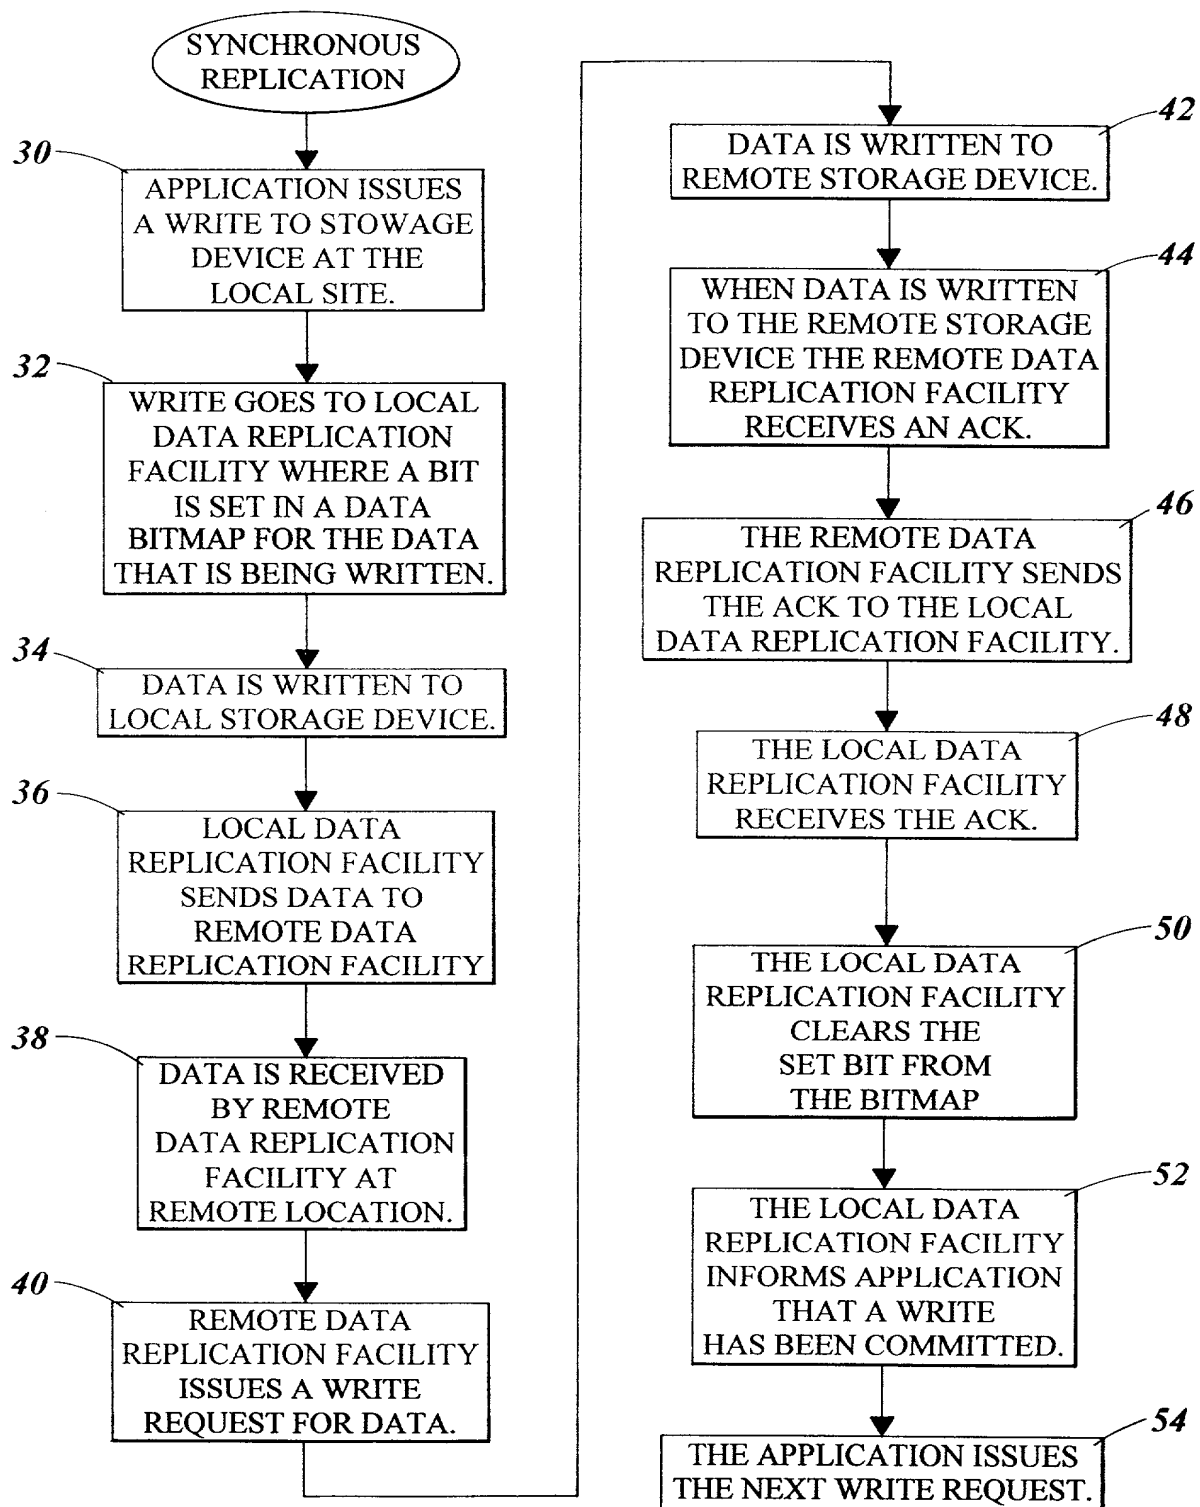 SYNCHRONOUS
REPLICATION
30
APPLICATION ISSUES
A WRITE TO STOWAGE
DEVICE AT THE
LOCAL SITE.
32
WRITE GOES TO LOCAL
DATA REPLICATION
FACILITY WHERE A BIT
IS SET IN A DATA
BITMAP FOR THE DATA
THAT IS BEING WRITTEN.
34
DATA IS WRITTEN TO
LOCAL STORAGE DEVICE.
36
LOCAL DATA
REPLICATION FACILITY
SENDS DATA TO
REMOTE DATA
REPLICATION FACILITY
38
DATA IS RECEIVED
BY REMOTE
DATA REPLICATION
FACILITY AT
REMOTE LOCATION.
40
REMOTE DATA
REPLICATION FACILITY
ISSUES A WRITE
REQUEST FOR DATA.
42
DATA IS WRITTEN TO
REMOTE STORAGE DEVICE.
44
WHEN DATA IS WRITTEN
TO THE REMOTE STORAGE
DEVICE THE REMOTE DATA
REPLICATION FACILITY
RECEIVES AN ACK.
46
THE REMOTE DATA
REPLICATION FACILITY SENDS
THE ACK TO THE LOCAL
DATA REPLICATION FACILITY.
48
THE LOCAL DATA
REPLICATION FACILITY
RECEIVES THE ACK.
50
THE LOCAL DATA
REPLICATION FACILITY
CLEARS THE
SET BIT FROM
THE BITMAP
52
THE LOCAL DATA
REPLICATION FACILITY
INFORMS APPLICATION
THAT A WRITE
HAS BEEN COMMITTED.
54
THE APPLICATION ISSUES
THE NEXT WRITE REQUEST.